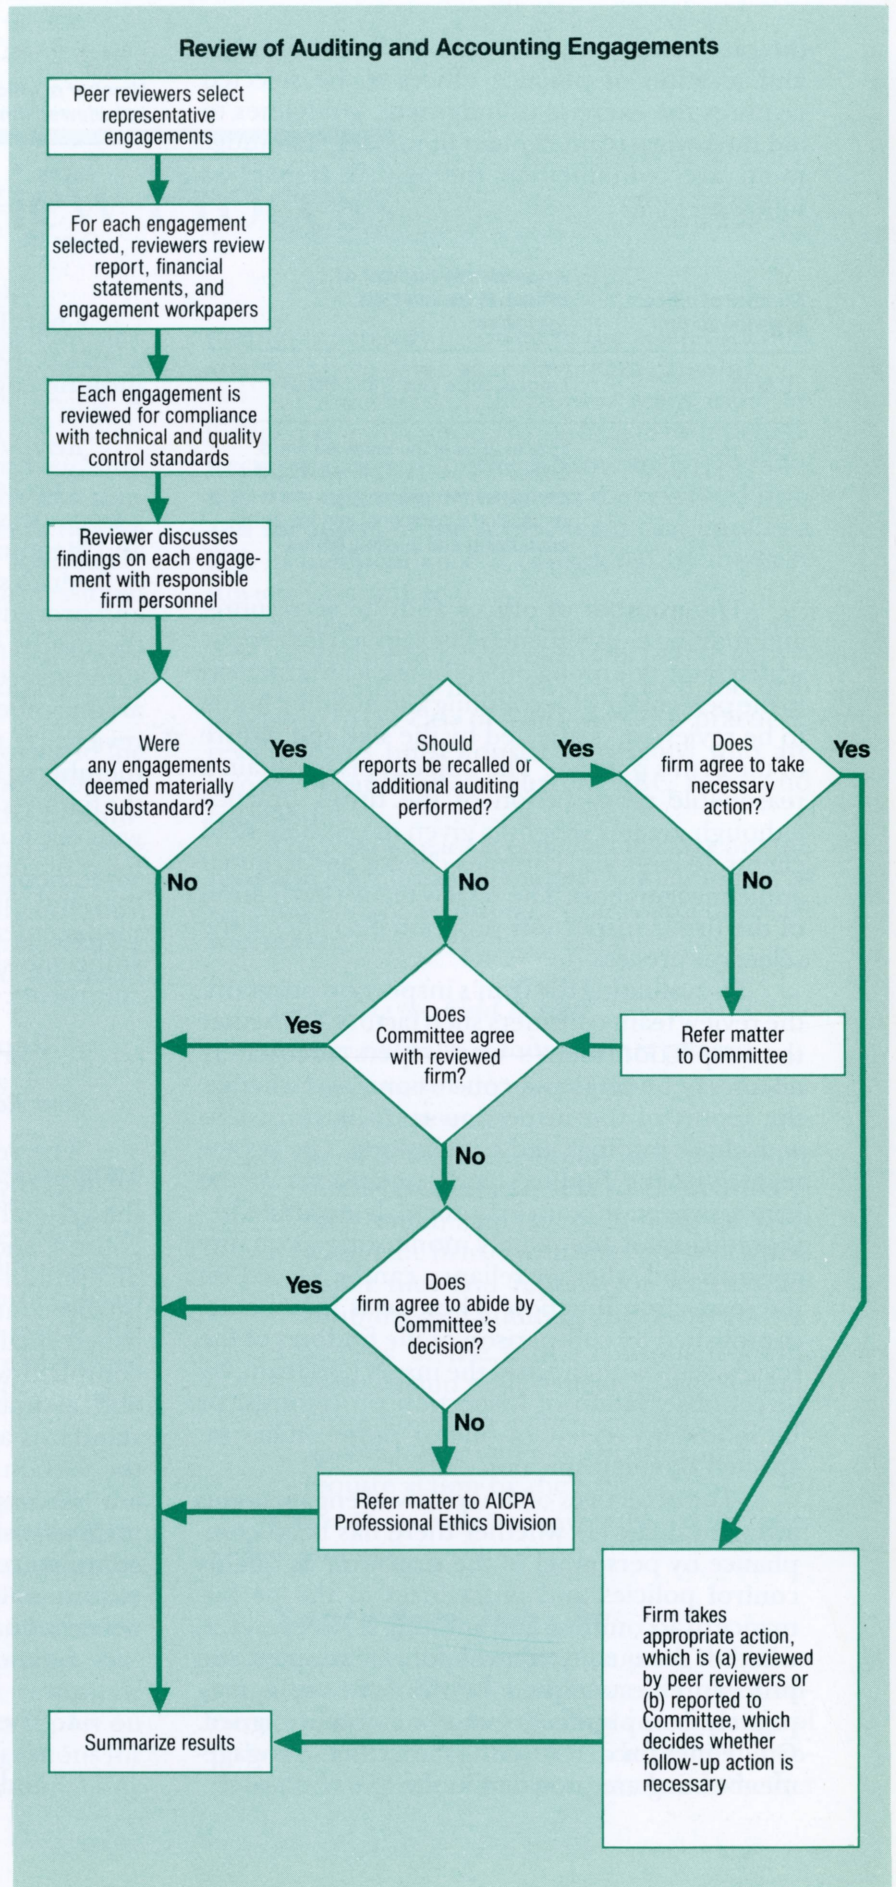 Review of Auditing and Accounting Engagements
Peer reviewers select
representative
engagements
For each engagement
selected, reviewers review
report, financial
statements, and
engagement workpapers
Each engagement is
reviewed for compliance
with technical and quality
control standards
Reviewer discusses
findings on each engage-
ment with responsible
firm personnel
Were
any engagements
deemed materially
substandard?
Yes
No
Should
reports be recalled or
additional auditing
performed?
Yes
No
Does
firm agree to take
necessary
action?
Yes
No
Refer matter
to Committee
Does
Committee agree
with reviewed
firm?
Yes
No
Does
firm agree to abide by
Committee's
decision?
Yes
No
Refer matter to AICPA
Professional Ethics Division
Firm takes
appropriate action,
which is (a) reviewed
by peer reviewers or
(b) reported to
Committee, which
decides whether
follow-up action is
necessary
Summarize results